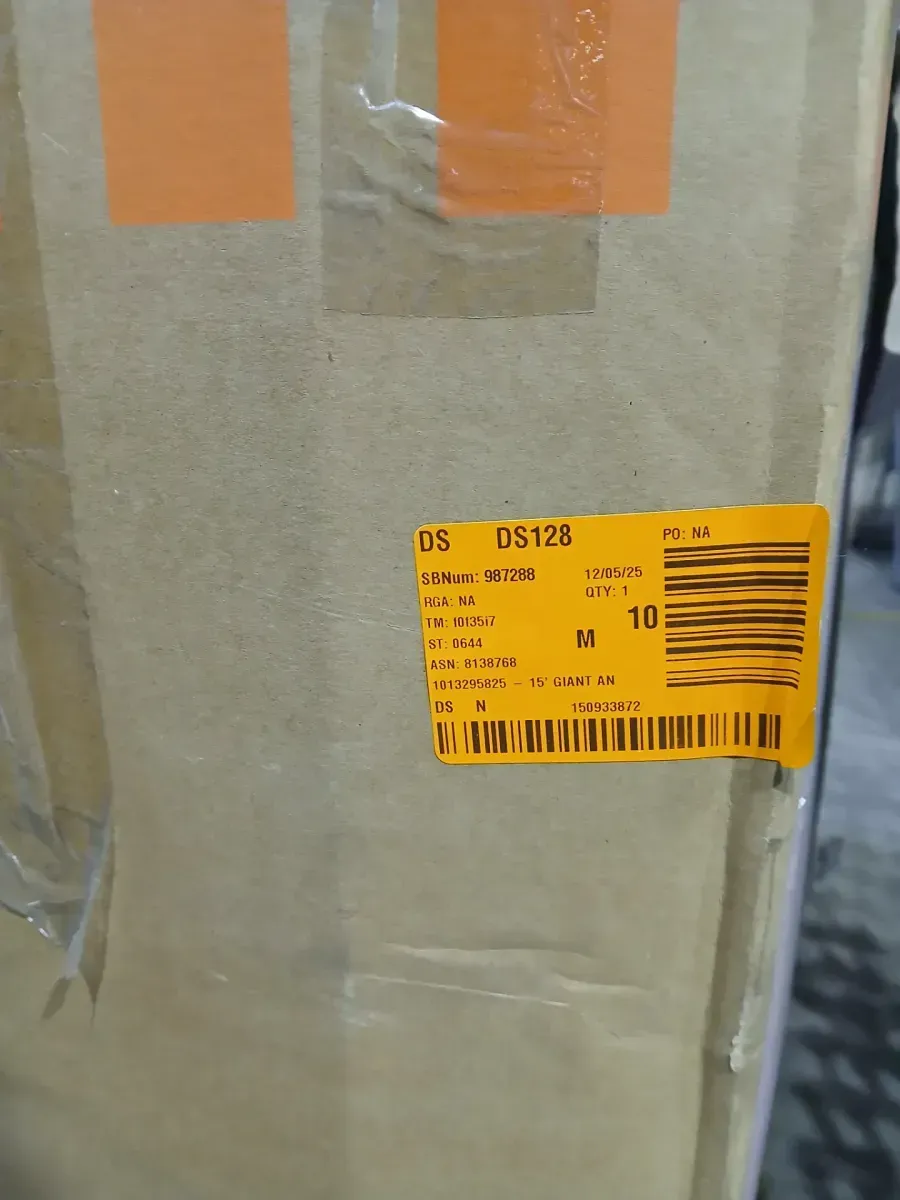 DS DS128 PO: NA
SBNum: 987288 12/05/25
RGA: NA QTY: 1
TM: 1013517 10
ST: 0644 M
ASN: 8138768
1013295825 - 15' GIANT AN
DS N 150933872